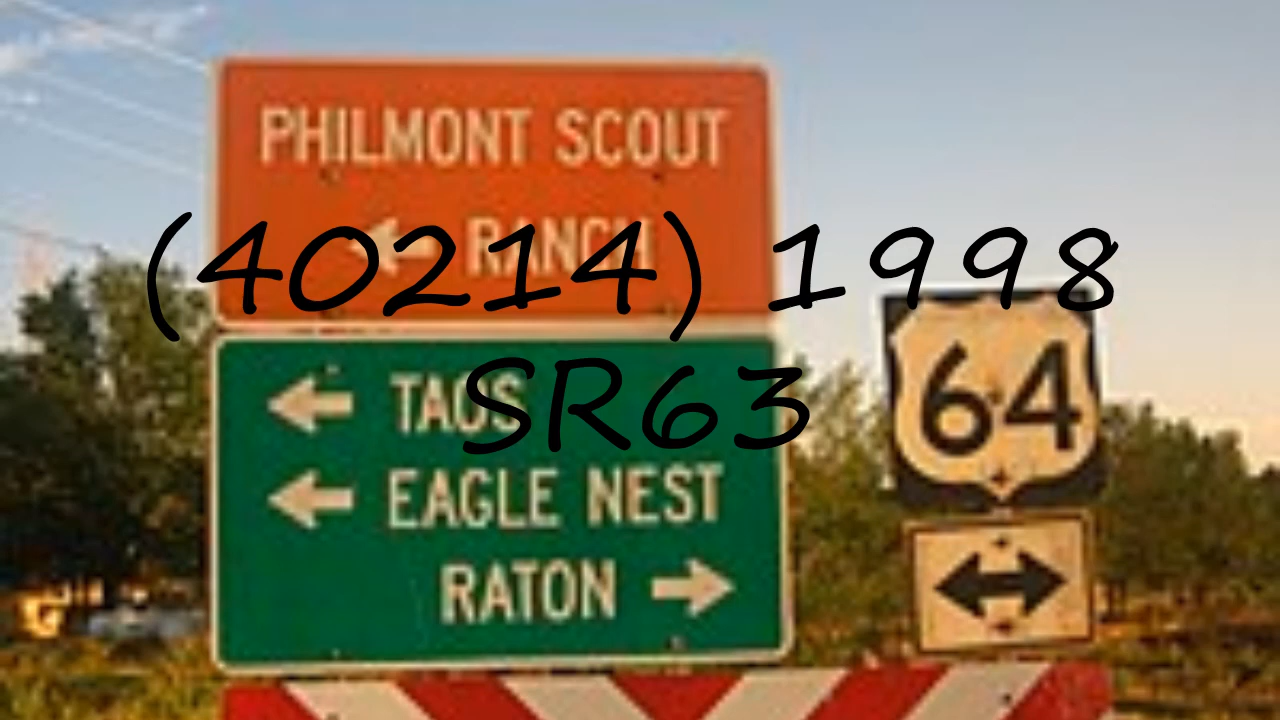 PHILMONT SCOUT
RANCH
(40214) 1998
SR63
TAOS
EAGLE NEST
RATON
64